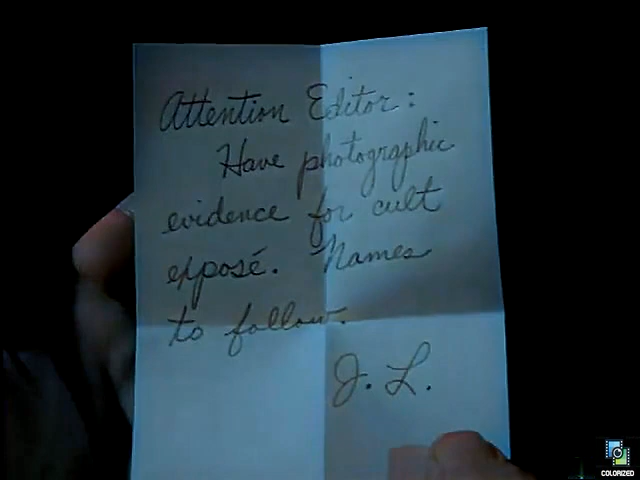 Attention Editor:
Have photographic
evidence for cult
exposé. Names
to follow.
J. L.
COLORIZED